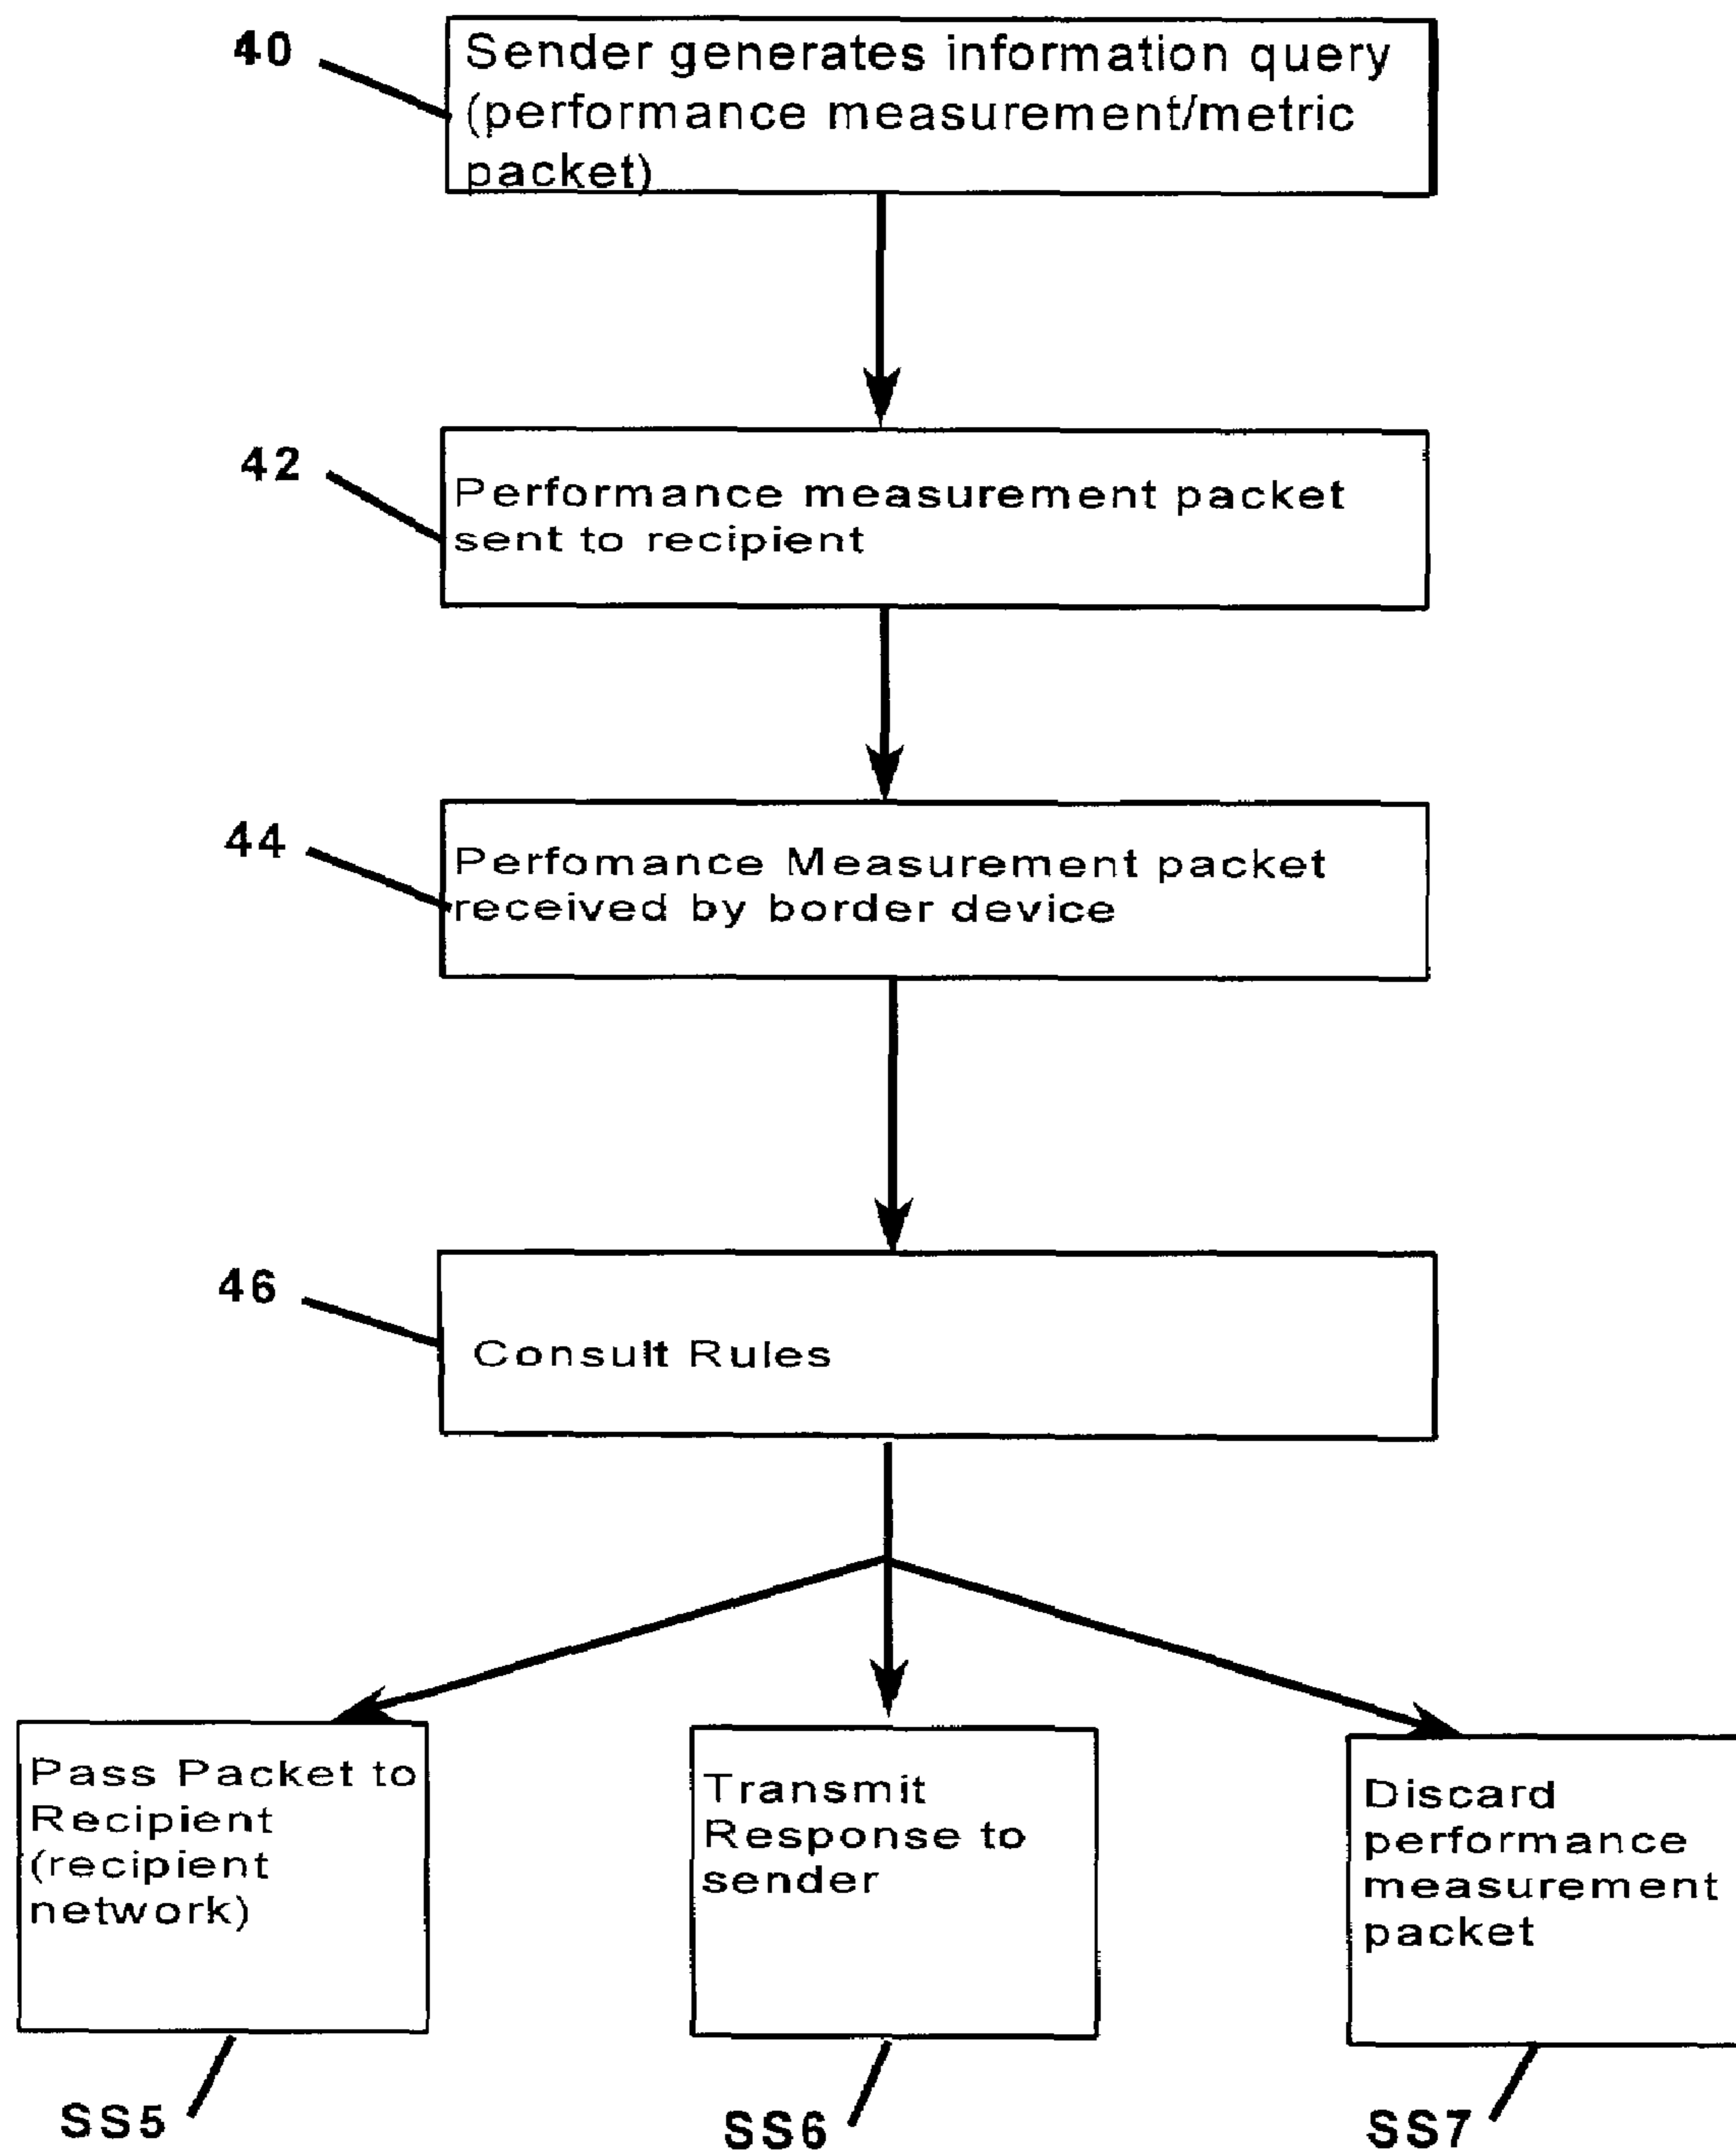 40
Sender generates information query
(performance measurement/metric
packet)
42
Performance measurement packet
sent to recipient
44
Perfomance Measurement packet
received by border device
46
Consult Rules
Pass Packet to
Recipient
(recipient
network)
Transmit
Response to
sender
Discard
performance
measurement
packet
SS5
SS6
SS7